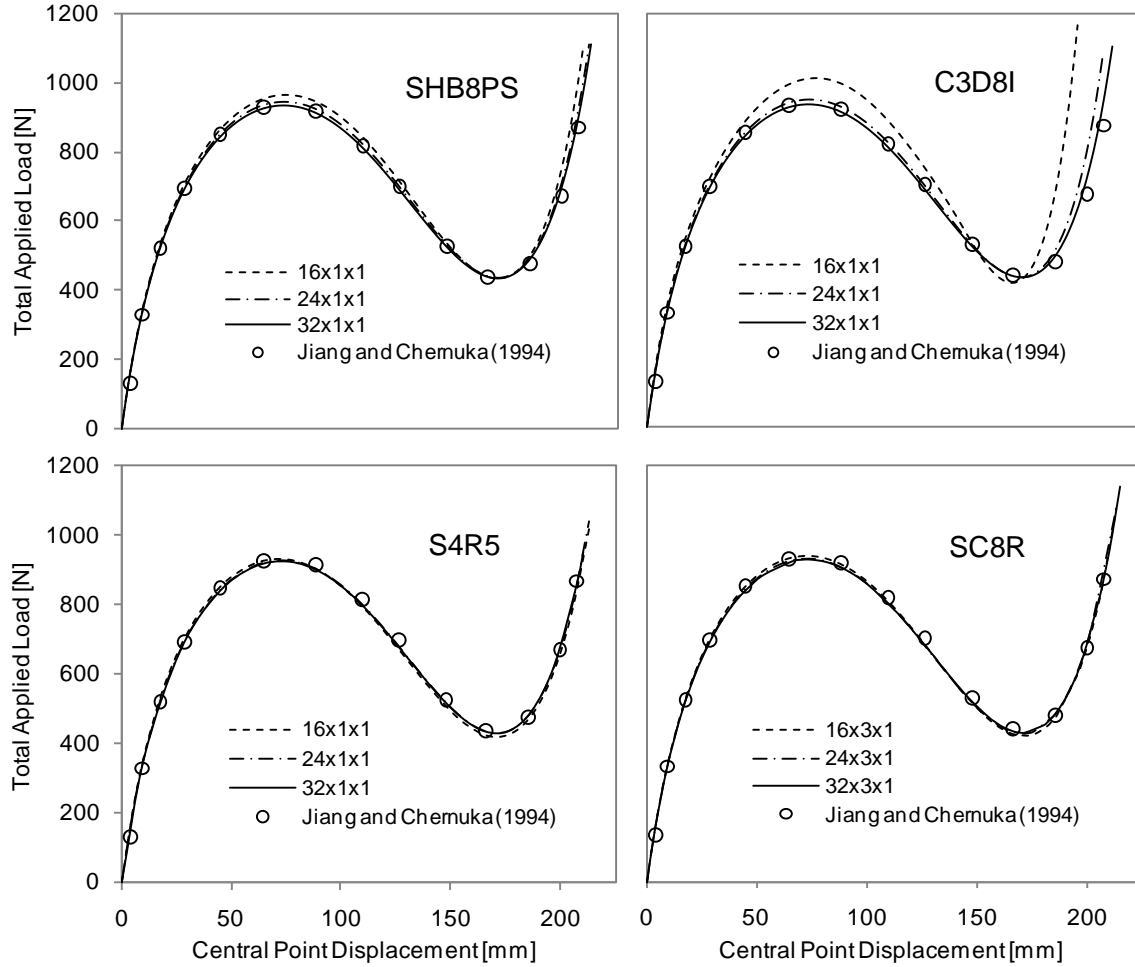 1200
1000
800
600
400
200
0
Total Applied Load [N]
SHB8PS
16x1x1
24x1x1
32x1x1
Jiang and Chernuka (1994)
C3D8I
16x1x1
24x1x1
32x1x1
Jiang and Chernuka (1994)
1200
1000
800
600
400
200
0
Total Applied Load [N]
S4R5
16x1x1
24x1x1
32x1x1
Jiang and Chernuka (1994)
0 50 100 150 200
Central Point Displacement [mm]
SC8R
16x3x1
24x3x1
32x3x1
Jiang and Chernuka (1994)
0 50 100 150 200
Central Point Displacement [mm]